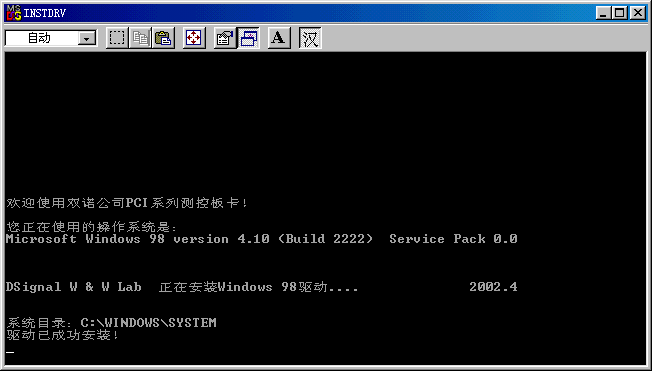 INSTDRV
自动
A 汉
欢迎使用双诺公司PCI系列测控板卡!
您正在使用的操作系统是:
Microsoft Windows 98 version 4.10 (Build 2222) Service Pack 0.0
DSignal W & W Lab 正在安装Windows 98驱动.... 2002.4
系统目录: C:\WINDOWS\SYSTEM
驱动已成功安装!